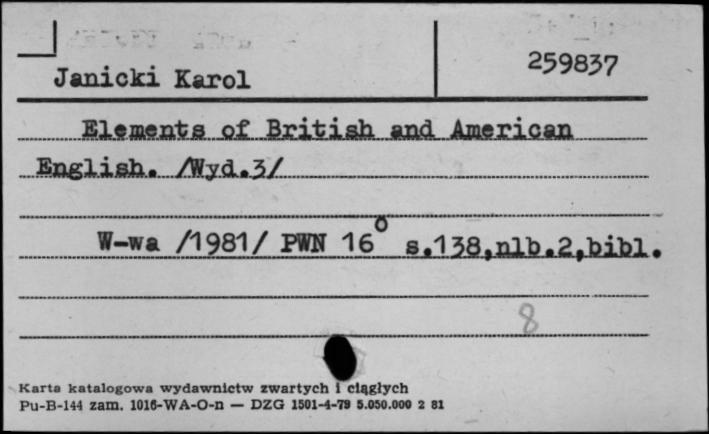 Janicki Karol
259837
Elements of British and American
English. /Wyd.3/
W-wa /1981/ PWN 16° s.138,nlb.2,bibl.
8
Karta katalogowa wydawnictw zwartych i ciągłych
Pu-B-144 zam. 1016-WA-O-n — DZG 1501-4-79 5.050.000 2 81